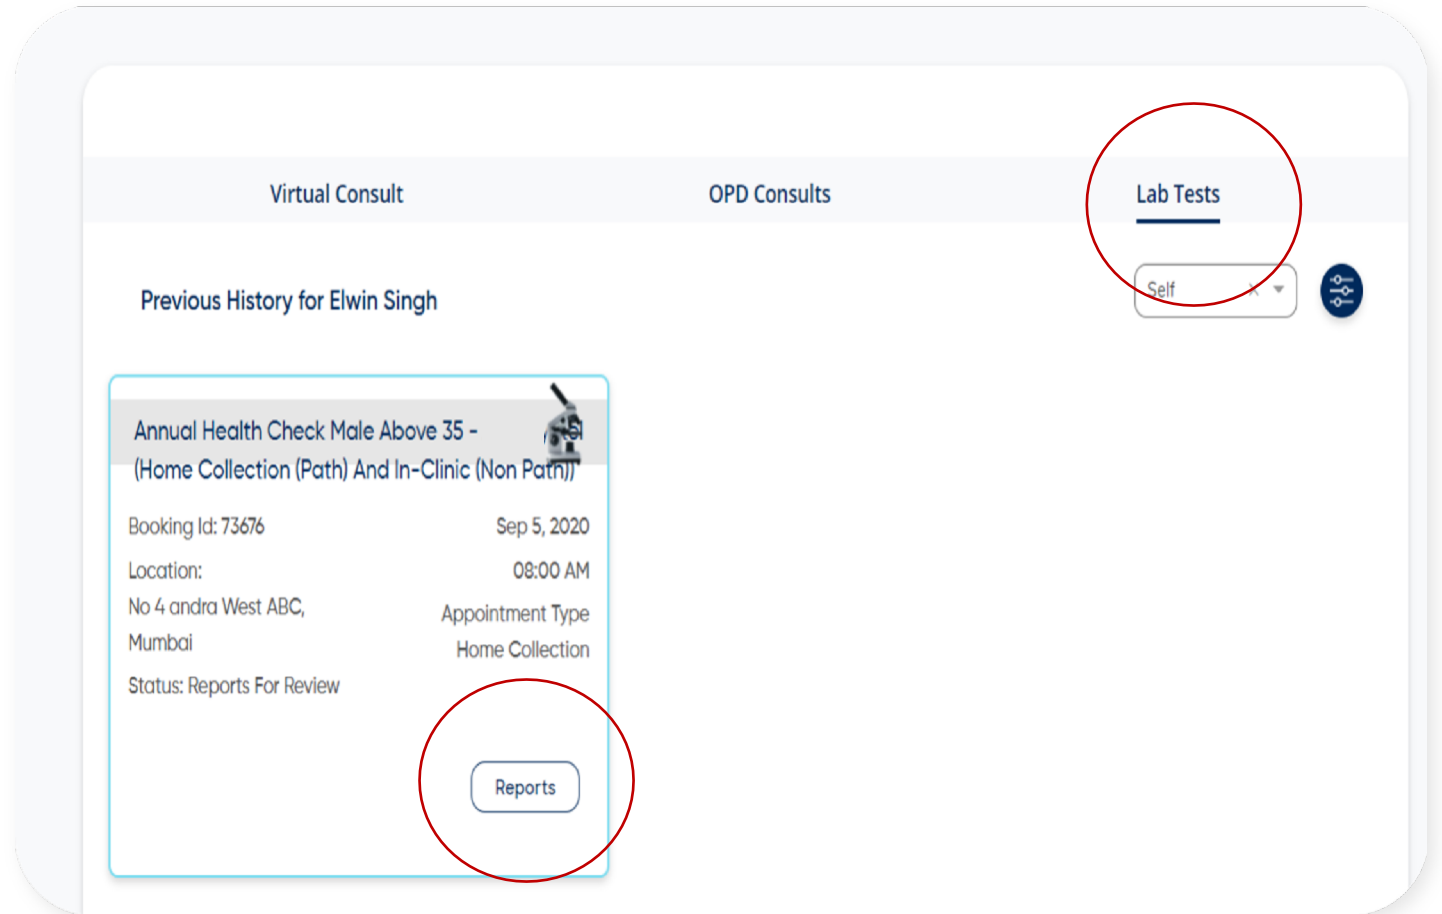 Virtual Consult
OPD Consults
Lab Tests
Previous History for Elwin Singh
Self
Annual Health Check Male Above 35 -
(Home Collection (Path) And In-Clinic (Non Path))
Booking Id: 73676
Sep 5, 2020
Location:
08:00 AM
No 4 andra West ABC,
Appointment Type
Mumbai
Home Collection
Status: Reports For Review
Reports